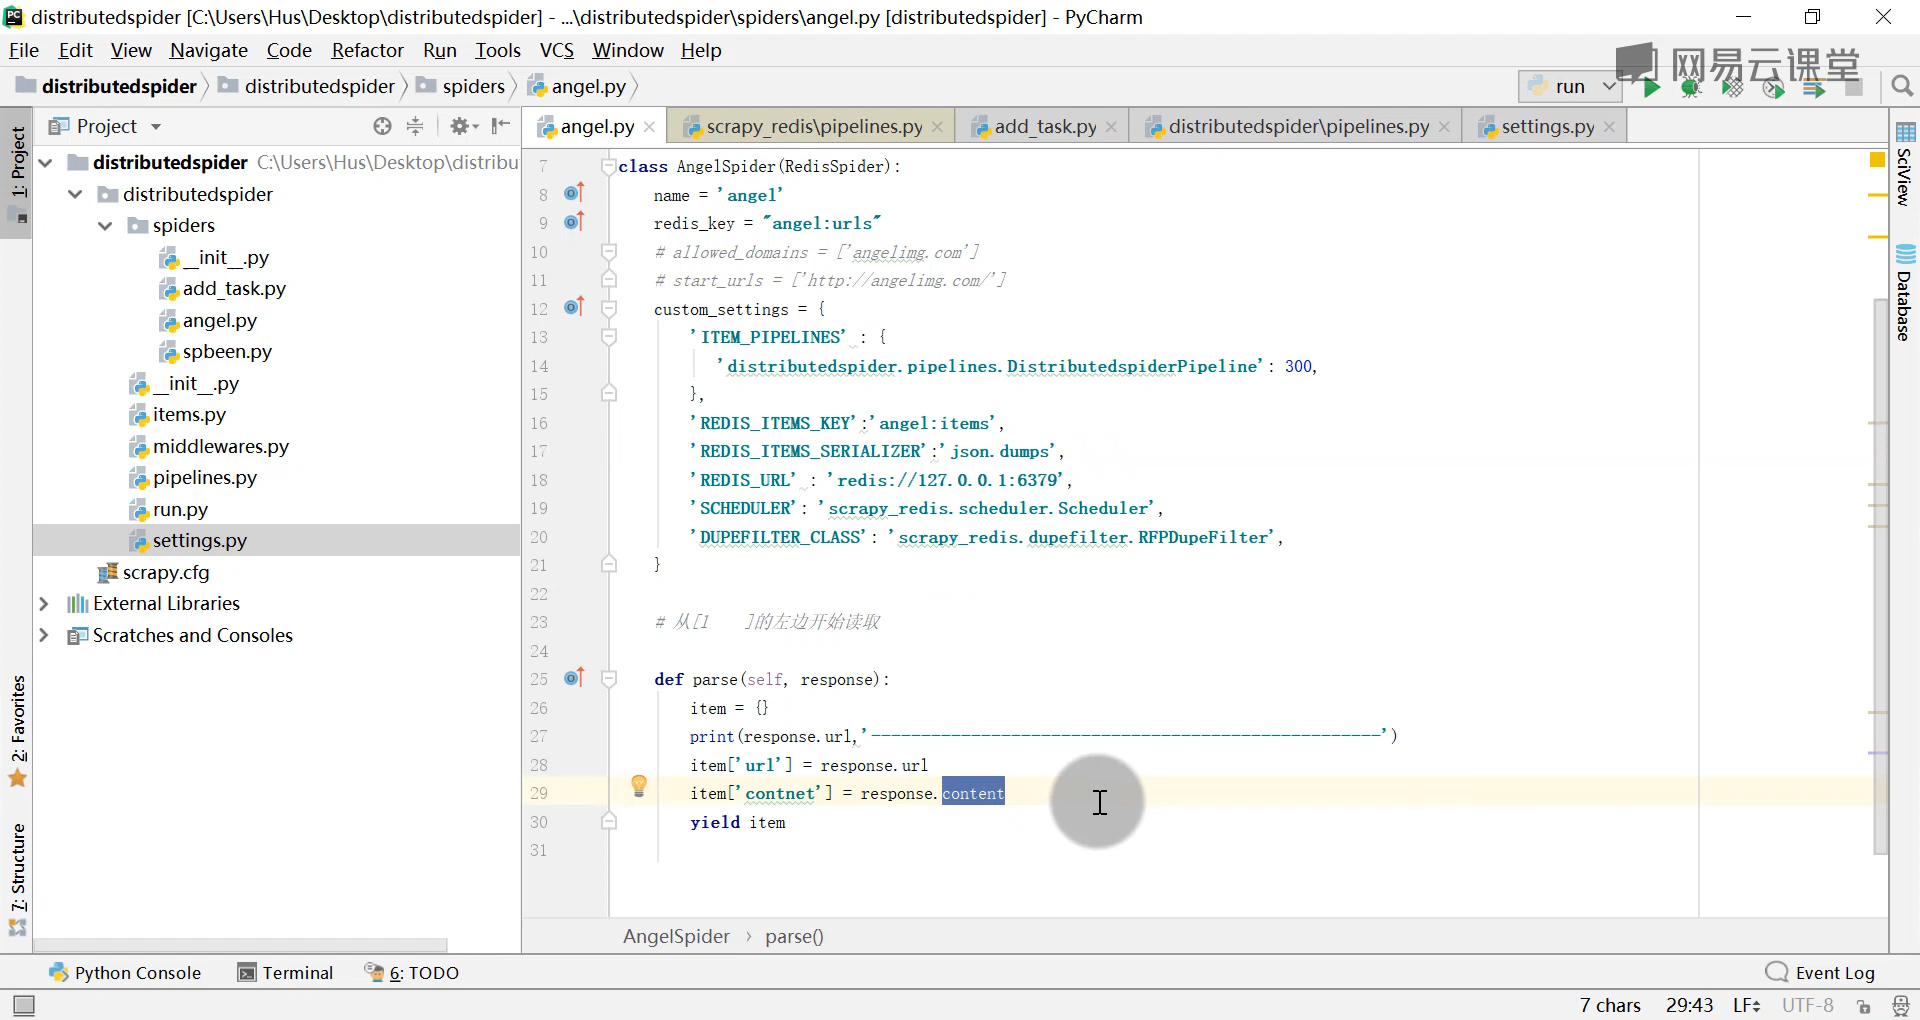 distributedspider [C:\Users\Hus\Desktop\distributedspider] - ...\distributedspider\spiders\angel.py [distributedspider] - PyCharm
File Edit View Navigate Code Refactor Run Tools VCS Window Help
网易云课堂
distributedspider distributedspider spiders angel.py run
1: Project
Project
angel.py scrapy_redis\pipelines.py add_task.py distributedspider\pipelines.py settings.py
distributedspider C:\Users\Hus\Desktop\distribu
distributedspider
spiders
__init__.py
add_task.py
angel.py
spbeen.py
__init__.py
items.py
middlewares.py
pipelines.py
run.py
settings.py
scrapy.cfg
External Libraries
Scratches and Consoles
7 class AngelSpider(RedisSpider):
8 name = 'angel'
9 redis_key = "angel:urls"
10 # allowed_domains = ['angelimg.com']
11 # start_urls = ['http://angelimg.com/']
12 custom_settings = {
13 'ITEM_PIPELINES' : {
14 'distributedspider.pipelines.DistributedspiderPipeline': 300,
15 },
16 'REDIS_ITEMS_KEY':'angel:items',
17 'REDIS_ITEMS_SERIALIZER':'json.dumps',
18 'REDIS_URL' : 'redis://127.0.0.1:6379',
19 'SCHEDULER': 'scrapy_redis.scheduler.Scheduler',
20 'DUPEFILTER_CLASS': 'scrapy_redis.dupefilter.RFPDupeFilter',
21 }
22
23 # 从[1    ]的左边开始读取
24
25 def parse(self, response):
26 item = {}
27 print(response.url,'---------------------------------------------------')
28 item['url'] = response.url
29 item['contnet'] = response.content
30 yield item
31
SciView
Database
2: Favorites
7: Structure
AngelSpider › parse()
Python Console Terminal 6: TODO Event Log
7 chars 29:43 LF UTF-8